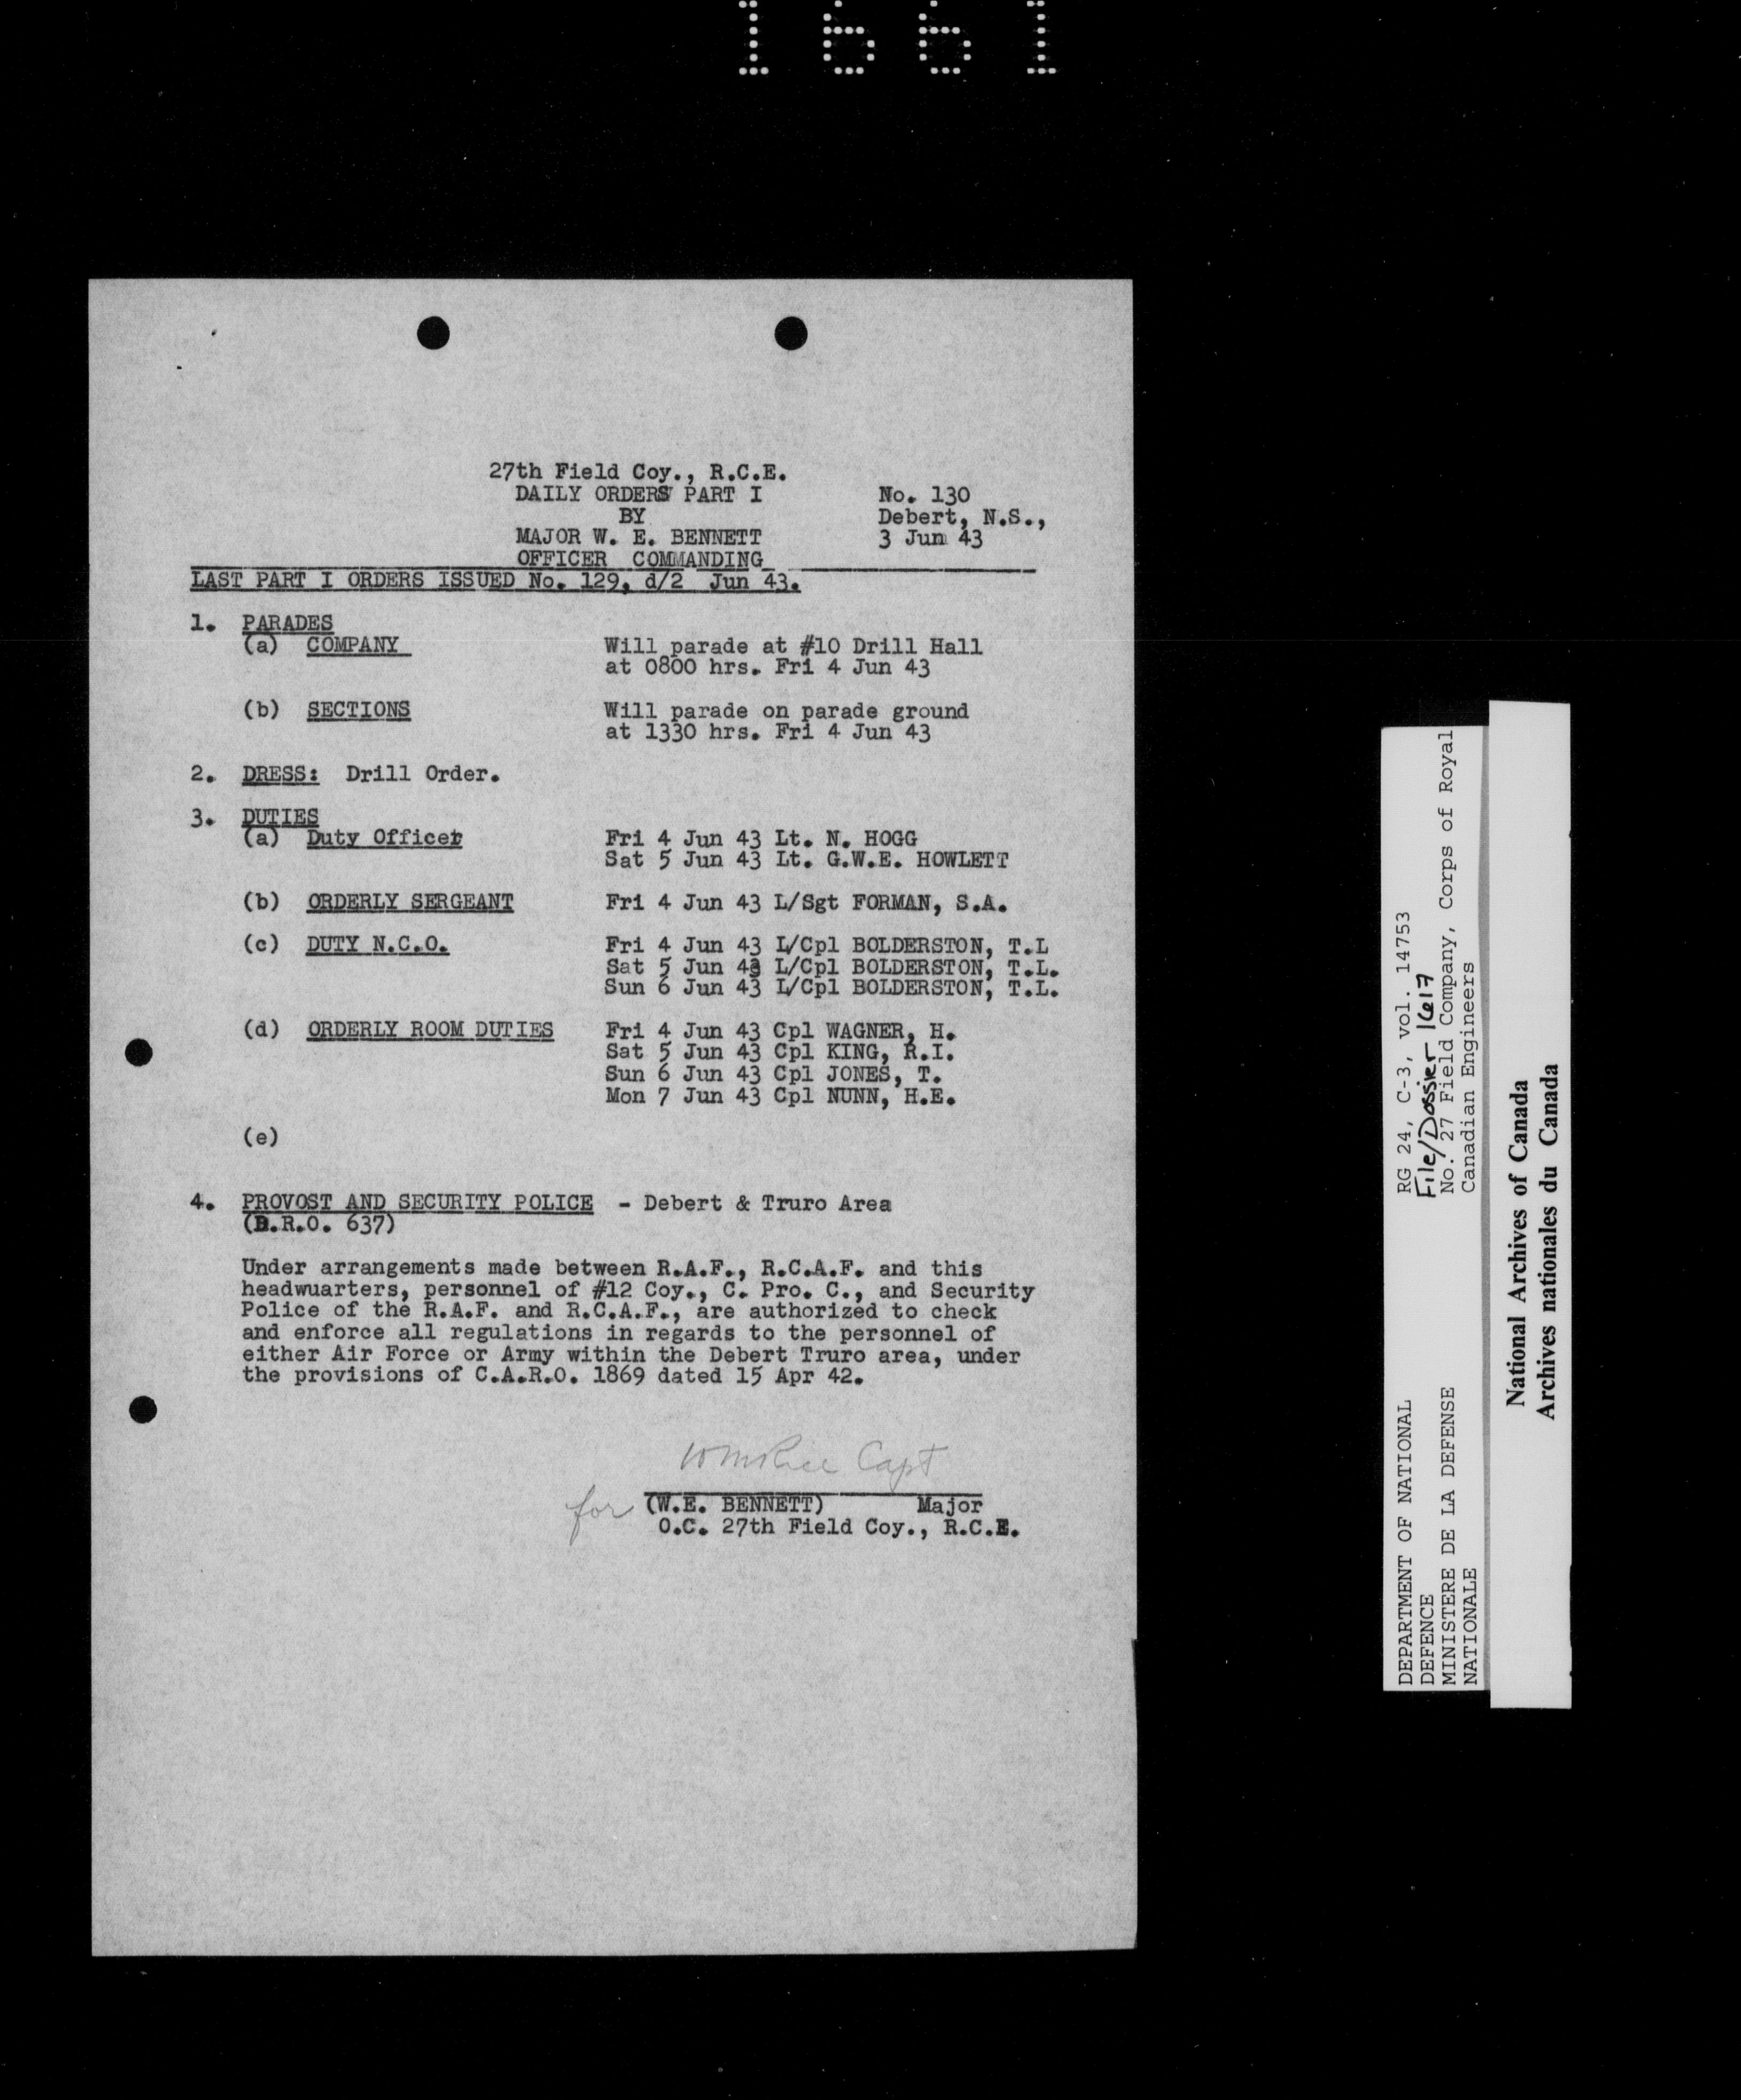 1661
27th Field Coy., R.C.E.
DAILY ORDERS PART I No. 130
BY Debert, N.S.,
MAJOR W. E. BENNETT 3 Jun 43
OFFICER COMMANDING
LAST PART I ORDERS ISSUED No. 129, d/2 Jun 43.
1. PARADES
(a) COMPANY Will parade at #10 Drill Hall
at 0800 hrs. Fri 4 Jun 43
(b) SECTIONS Will parade on parade ground
at 1330 hrs. Fri 4 Jun 43
2. DRESS: Drill Order.
3. DUTIES
(a) Duty Officer Fri 4 Jun 43 Lt. N. HOGG
Sat 5 Jun 43 Lt. G.W.E. HOWLETT
(b) ORDERLY SERGEANT Fri 4 Jun 43 L/Sgt FORMAN, S.A.
(c) DUTY N.C.O. Fri 4 Jun 43 L/Cpl BOLDERSTON, T.L
Sat 5 Jun 43 L/Cpl BOLDERSTON, T.L.
Sun 6 Jun 43 L/Cpl BOLDERSTON, T.L.
(d) ORDERLY ROOM DUTIES Fri 4 Jun 43 Cpl WAGNER, H.
Sat 5 Jun 43 Cpl KING, R.I.
Sun 6 Jun 43 Cpl JONES, T.
Mon 7 Jun 43 Cpl NUNN, H.E.
(e)
4. PROVOST AND SECURITY POLICE - Debert & Truro Area
(B.R.O. 637)
Under arrangements made between R.A.F., R.C.A.F. and this
headwuarters, personnel of #12 Coy., C. Pro. C., and Security
Police of the R.A.F. and R.C.A.F., are authorized to check
and enforce all regulations in regards to the personnel of
either Air Force or Army within the Debert Truro area, under
the provisions of C.A.R.O. 1869 dated 15 Apr 42.
Capt
for (W.E. BENNETT) Major
O.C. 27th Field Coy., R.C.E.
DEPARTMENT OF NATIONAL RG 24, C-3, vol. 14753
DEFENCE File/Dossier 1617
MINISTERE DE LA DEFENSE No. 27 Field Company, Corps of Royal
NATIONALE Canadian Engineers
National Archives of Canada
Archives nationales du Canada